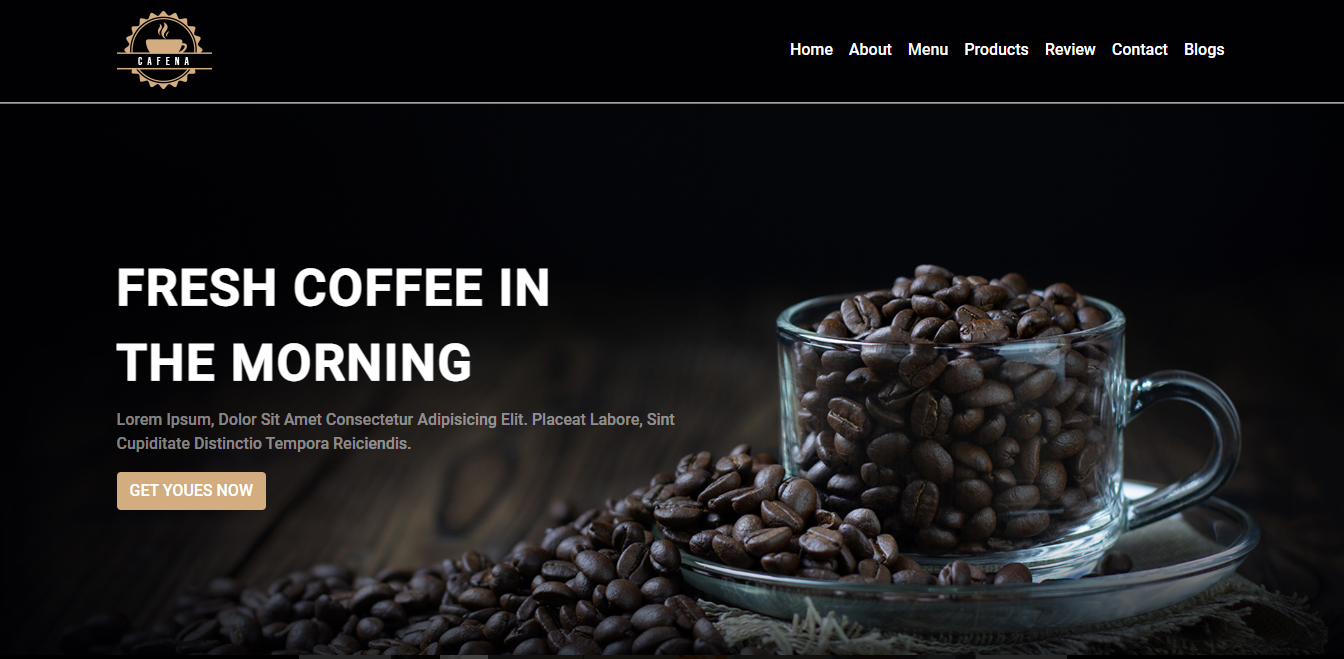 CAFENA
Home About Menu Products Review Contact Blogs
FRESH COFFEE IN
THE MORNING
Lorem Ipsum, Dolor Sit Amet Consectetur Adipisicing Elit. Placeat Labore, Sint
Cupiditate Distinctio Tempora Reiciendis.
GET YOUES NOW